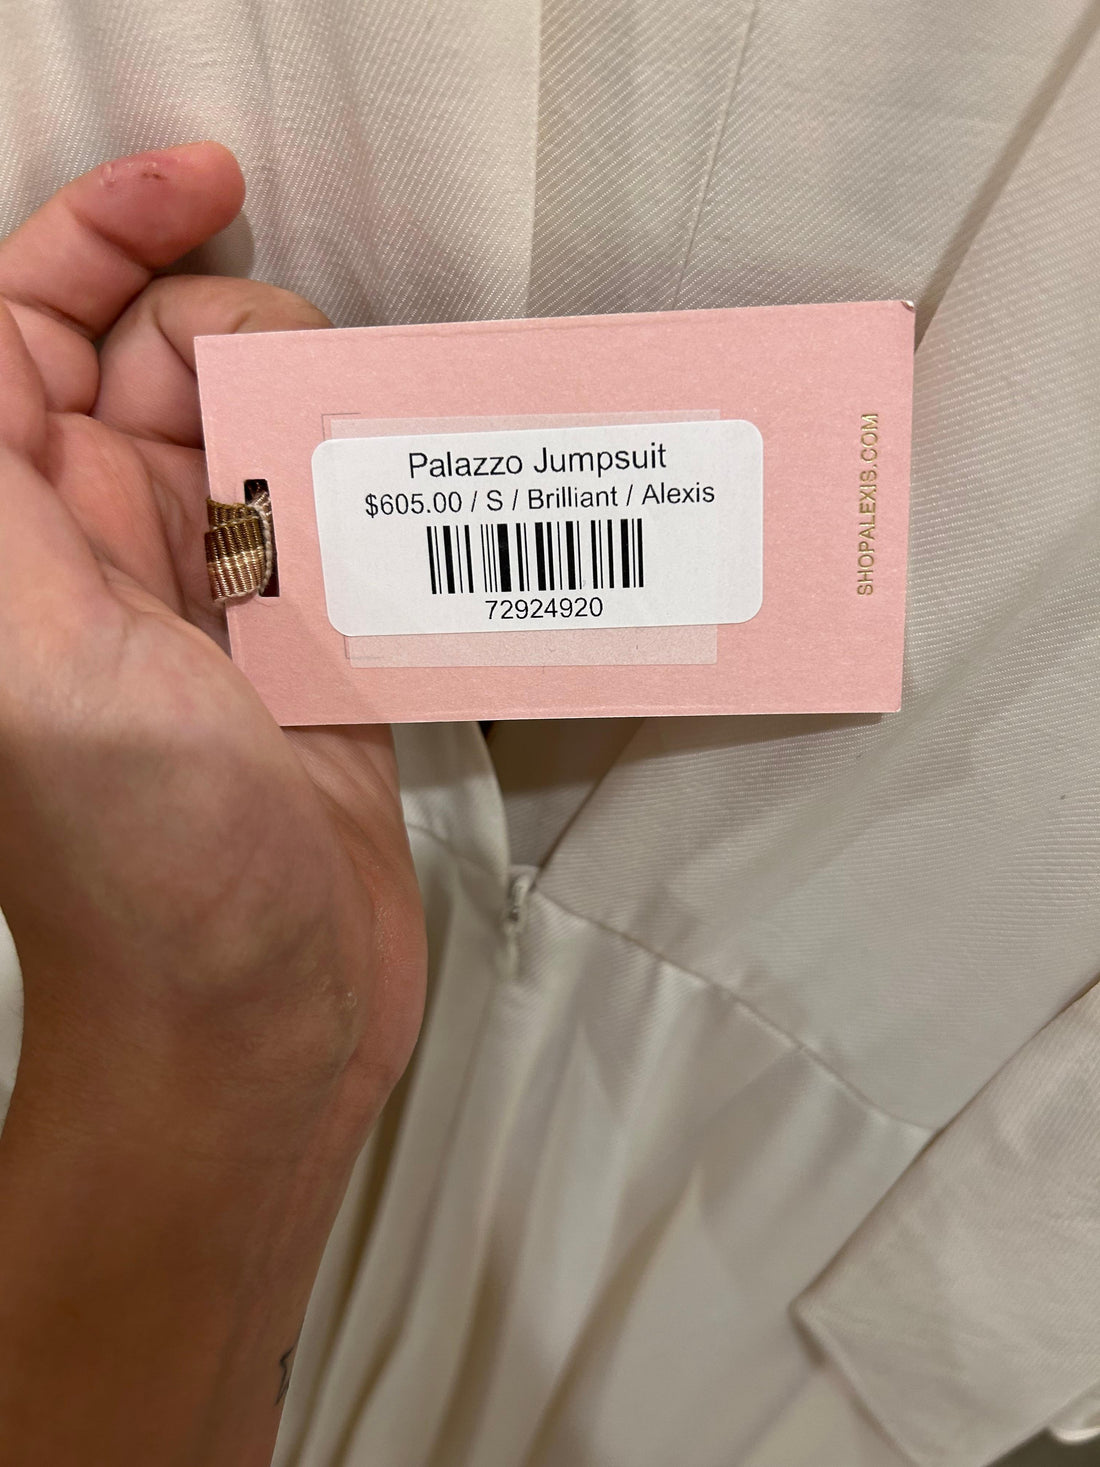 Palazzo Jumpsuit
$605.00 / S / Brilliant / Alexis
72924920
SHOPALEXIS.COM